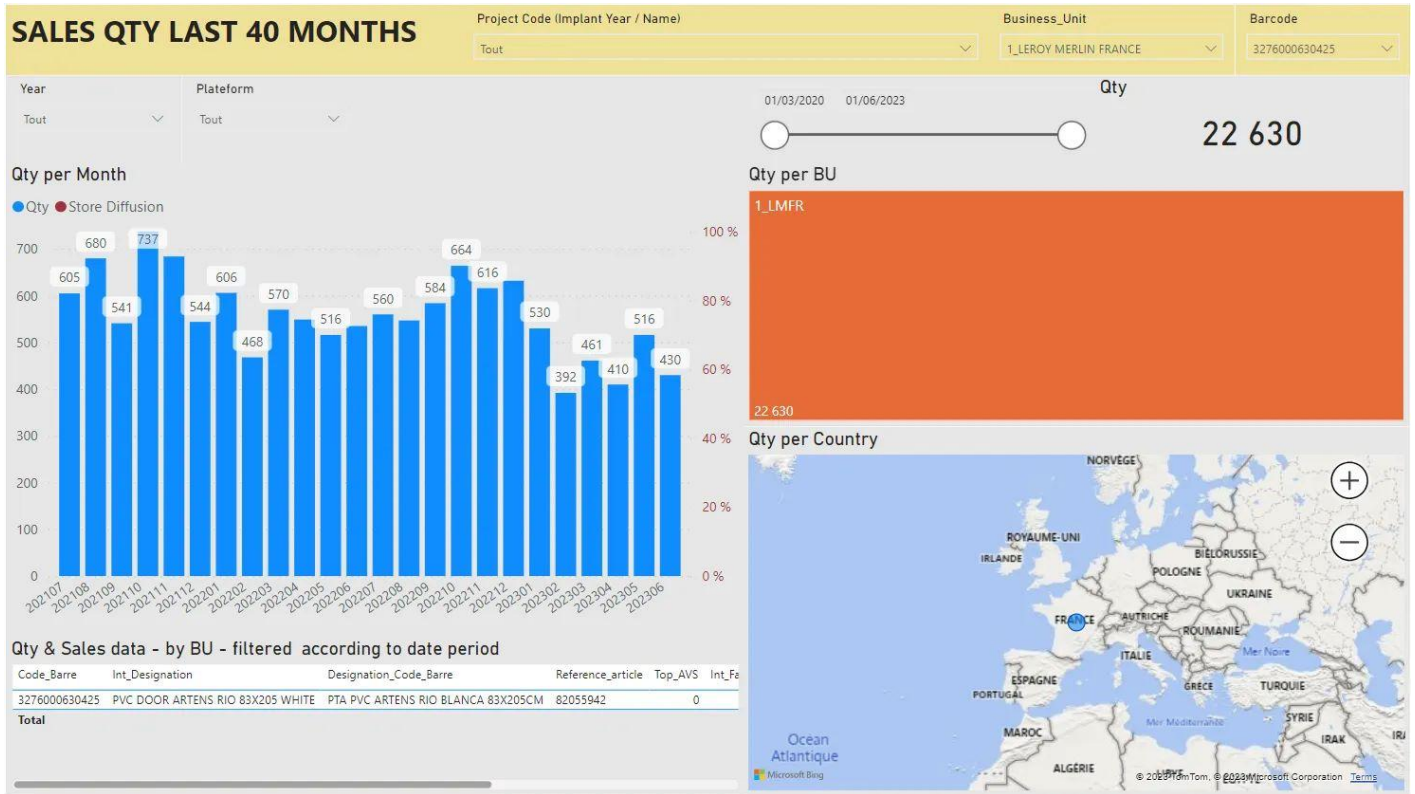 SALES QTY LAST 40 MONTHS
Project Code (Implant Year / Name)
Tout
Business_Unit
1_LEROY MERLIN FRANCE
Barcode
3276000630425
Year
Tout
Plateform
Tout
01/03/2020 01/06/2023
Qty
22 630
Qty per Month
Qty Store Diffusion
700
600
500
400
300
200
100
0
605
680
541
737
544
606
468
570
516
560
584
664
616
530
392
461
410
516
430
100 %
80 %
60 %
40 %
20 %
0 %
202107 202108 202109 202110 202111 202112 202201 202202 202203 202204 202205 202206 202207 202208 202209 202210 202211 202212 202301 202302 202303 202304 202305 202306
Qty per BU
1_LMFR
22 630
Qty per Country
NORVÈGE
ROYAUME-UNI
IRLANDE
BIÉLORUSSIE
POLOGNE
UKRAINE
FRANCE
AUTRICHE
ROUMANIE
ITALIE
Mer Noire
ESPAGNE
PORTUGAL
GRÈCE
TURQUIE
Mer Méditerranée
SYRIE
MAROC
IRAK
IR
Océan
Atlantique
ALGÉRIE
Microsoft Bing
© 2023 TomTom, © 2023 Microsoft Corporation Terms
Qty & Sales data - by BU - filtered according to date period
Code_Barre Int_Designation Designation_Code_Barre Reference_article Top_AVS Int_Fa
3276000630425 PVC DOOR ARTENS RIO 83X205 WHITE PTA PVC ARTENS RIO BLANCA 83X205CM 82055942 0
Total